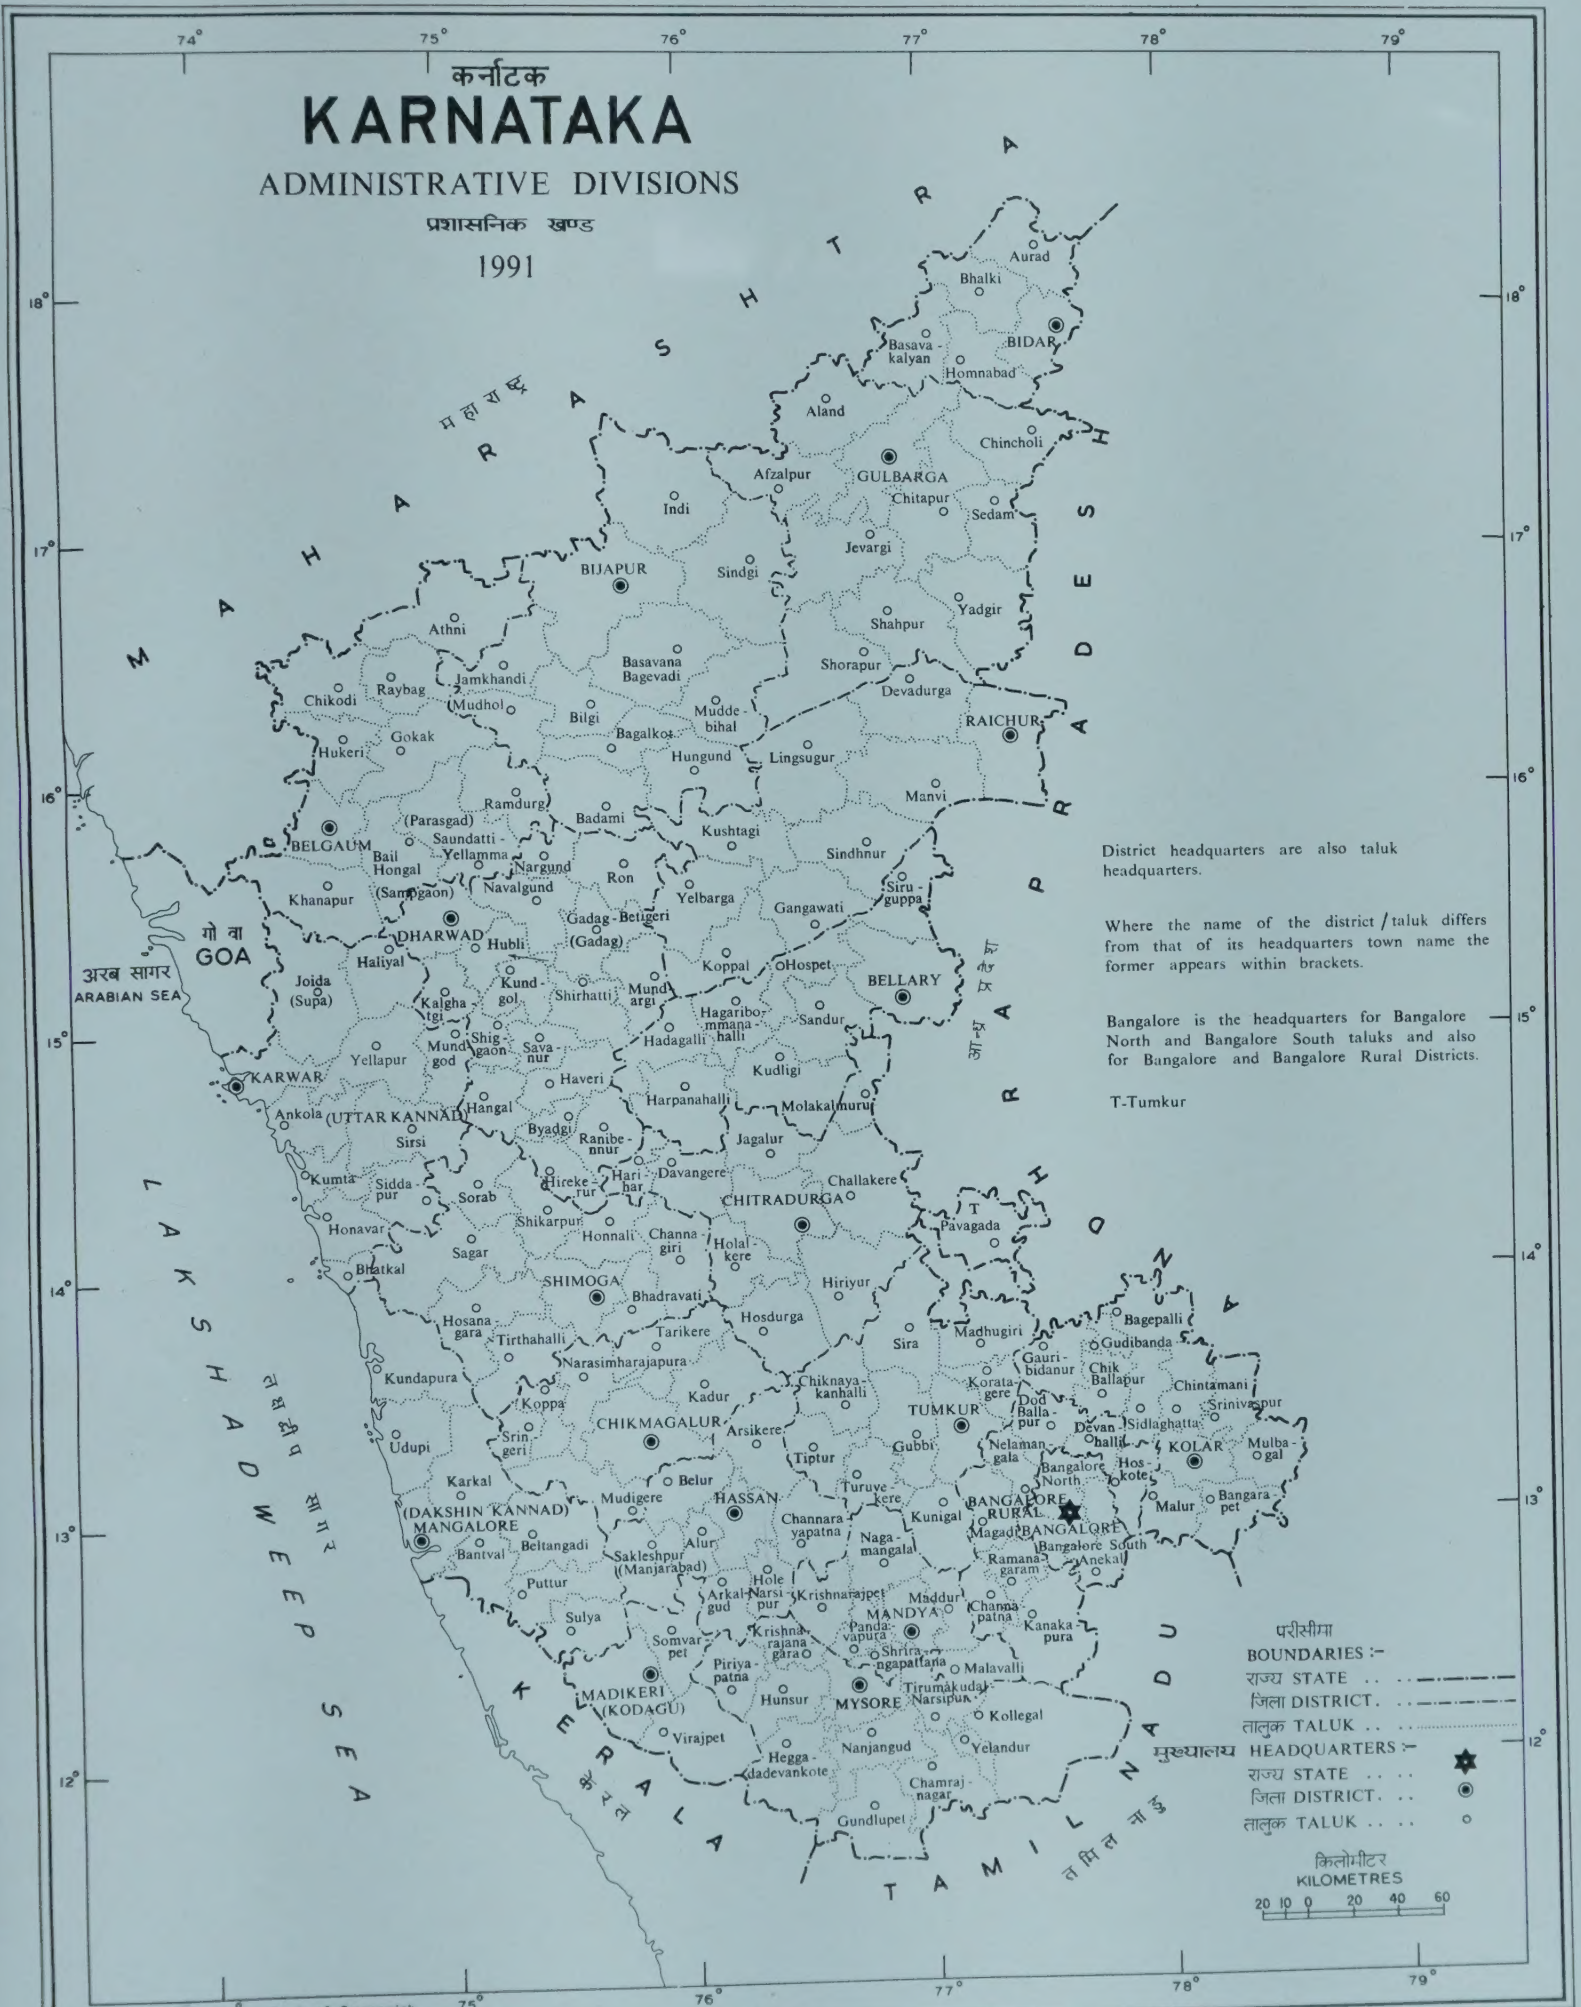 74° 75° 76° 77° 78° 79°
कर्नाटक
KARNATAKA
ADMINISTRATIVE DIVISIONS
प्रशासनिक खण्ड
1991
18° 18°
17° 17°
16° 16°
15° 15°
14° 14°
13° 13°
12° 12°
MAHARASHTRA
महाराष्ट्र
ANDHRA PRADESH
गोवा
GOA
अरब सागर
ARABIAN SEA
LAKSHADWEEP SEA
लक्षद्वीप सागर
KERALA
केरल
TAMIL NADU
तमिल नाडु
Aurad
Bhalki
BIDAR
Basava-
kalyan
Homnabad
Aland
Chincholi
GULBARGA
Afzalpur
Chitapur
Sedam
Indi
Jevargi
BIJAPUR
Sindgi
Yadgir
Shahpur
Athni
Shorapur
Basavana
Bagevadi
Jamkhandi
Raybag
Chikodi
Devadurga
Mudhol
Bilgi
Mudde-
bihal
RAICHUR
Bagalkot
Gokak
Hukeri
Hungund
Lingsugur
Manvi
Ramdurg
Badami
(Parasgad)
Kushtagi
BELGAUM
Saundatti-
Yellamma
Bail
Hongal
(Sampgaon)
Sindhnur
Nargund
Ron
Khanapur
Navalgund
Yelbarga
Siru-
guppa
Gangawati
Gadag-Betigeri
(Gadag)
DHARWAD
Hubli
Haliyal
Koppal
Hospet
BELLARY
Joida
(Supa)
Kund-
gol
Shirhatti
Mund
argi
Kalgha
tgi
Hagaribo-
mmana-
halli
Sandur
Hadagalli
Mund
god
Shig-
gaon
Sava-
nur
Yellapur
Kudligi
KARWAR
Haveri
Harpanahalli
Molakalmuru
Ankola
(UTTAR KANNAD)
Hangal
Sirsi
Byadgi
Ranibe-
nnur
Jagalur
Kumta
Sidda-
pur
Sorab
Hireke-
rur
Hari-
har
Davangere
Challakere
CHITRADURGA
Honavar
Shikarpur
Honnali
Channa-
giri
Holal-
kere
T
Pavagada
Sagar
Bhatkal
SHIMOGA
Bhadravati
Hiriyur
Hosana
gara
Tirthahalli
Tarikere
Hosdurga
Sira
Madhugiri
Bagepalli
Gudibanda
Gauri-
bidanur
Chik
Ballapur
Chintamani
Srinivaspur
Kundapura
Narasimharajapura
Kadur
Chiknaya-
kanhalli
Korata-
gere
Koppa
Dod
Balla-
pur
TUMKUR
Sidlaghatta
Devan-
halli
CHIKMAGALUR
Arsikere
Udupi
Srin-
geri
Gubbi
Nelaman
gala
KOLAR
Mulba-
gal
Tiptur
Bangalore
North
Hos
kote
Karkal
Belur
Turuve-
kere
Mudigere
HASSAN
Malur
Bangara
pet
(DAKSHIN KANNAD)
MANGALORE
Channara
yapatna
Kunigal
BANGALORE
RURAL
Magadi
BANGALORE
Bantval
Beltangadi
Alur
Naga-
mangala
Bangalore South
Sakleshpur
(Manjarabad)
Ramana-
garam
Anekal
Puttur
Arkal-
gud
Hole
Narsi-
pur
Krishnarajpet
Maddur
Channa
patna
MANDYA
Sulya
Kanaka-
pura
Somvar-
pet
Krishna
rajana
gara
Panda-
vapura
Shrira-
ngapattana
Malavalli
Piriya-
patna
MADIKERI
(KODAGU)
Hunsur
MYSORE
Tirumakudal
Narsipur
Kollegal
Virajpet
Nanjangud
Yelandur
Hegga-
dadevankote
Chamraj-
nagar
Gundlupet
District headquarters are also taluk
headquarters.
Where the name of the district / taluk differs
from that of its headquarters town name the
former appears within brackets.
Bangalore is the headquarters for Bangalore
North and Bangalore South taluks and also
for Bangalore and Bangalore Rural Districts.
T-Tumkur
परीसीमा
BOUNDARIES :-
राज्य STATE .. ..
जिला DISTRICT. ..
तालुक TALUK .. ..
मुख्यालय HEADQUARTERS :-
राज्य STATE .. ..
जिला DISTRICT. ..
तालुक TALUK .. ..
किलोमीटर
KILOMETRES
20 10 0 20 40 60
75° 76° 77° 78° 79°